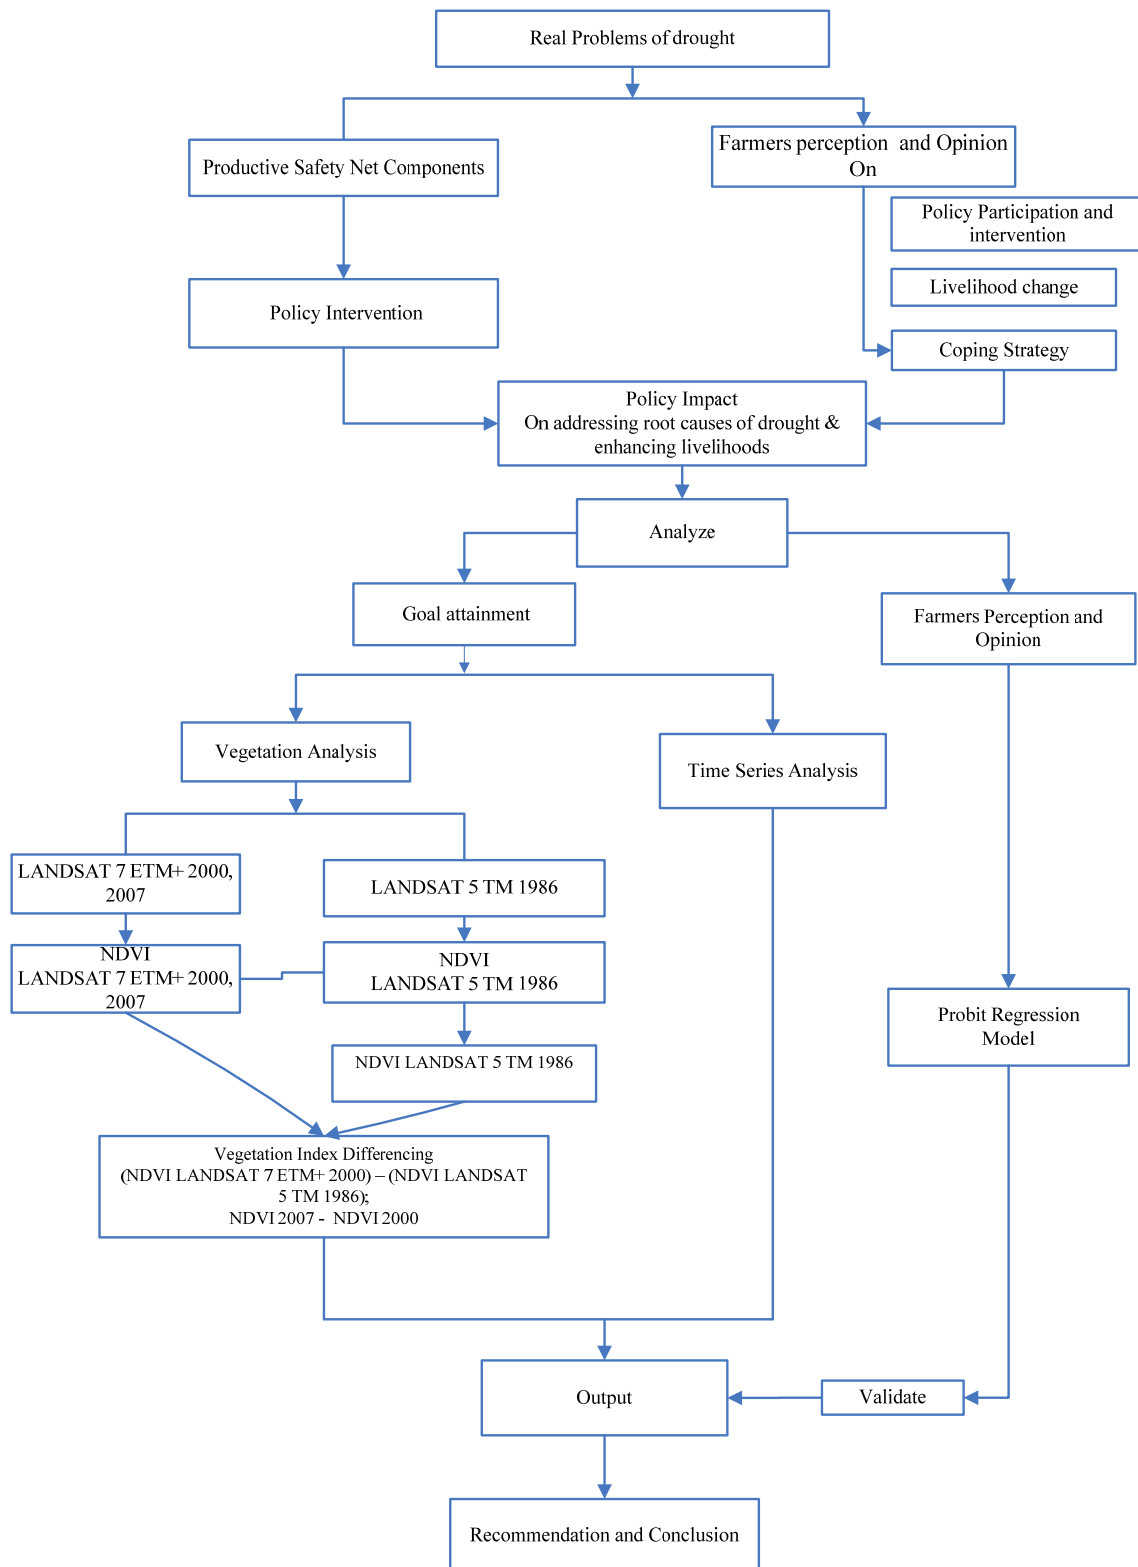 Real Problems of drought
Productive Safety Net Components
Farmers perception and Opinion
On
Policy Participation and
intervention
Livelihood change
Policy Intervention
Coping Strategy
Policy Impact
On addressing root causes of drought &
enhancing livelihoods
Analyze
Goal attainment
Farmers Perception and
Opinion
Vegetation Analysis
Time Series Analysis
LANDSAT 7 ETM+ 2000,
2007
LANDSAT 5 TM 1986
NDVI
LANDSAT 7 ETM+ 2000,
2007
NDVI
LANDSAT 5 TM 1986
Probit Regression
Model
NDVI LANDSAT 5 TM 1986
Vegetation Index Differencing
(NDVI LANDSAT 7 ETM+ 2000) – (NDVI LANDSAT
5 TM 1986);
NDVI 2007 - NDVI 2000
Output
Validate
Recommendation and Conclusion